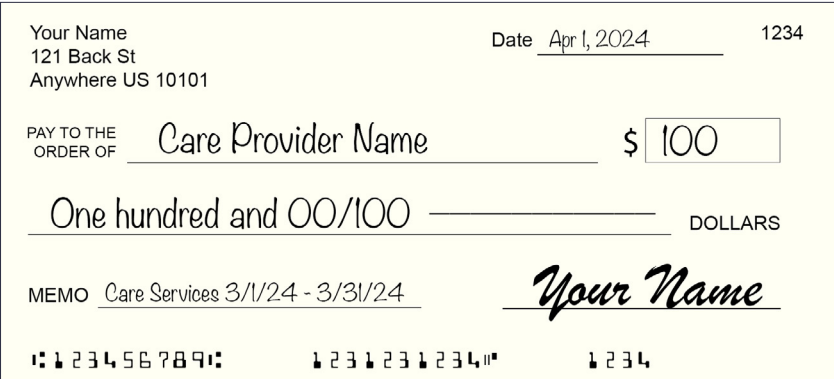 Your Name
121 Back St
Anywhere US 10101
Date Apr 1, 2024
1234
PAY TO THE ORDER OF Care Provider Name $ 100
One hundred and 00/100 DOLLARS
MEMO Care Services 3/1/24 - 3/31/24 Your Name
⑆123456789⑆ 1231231234⑈ 1234